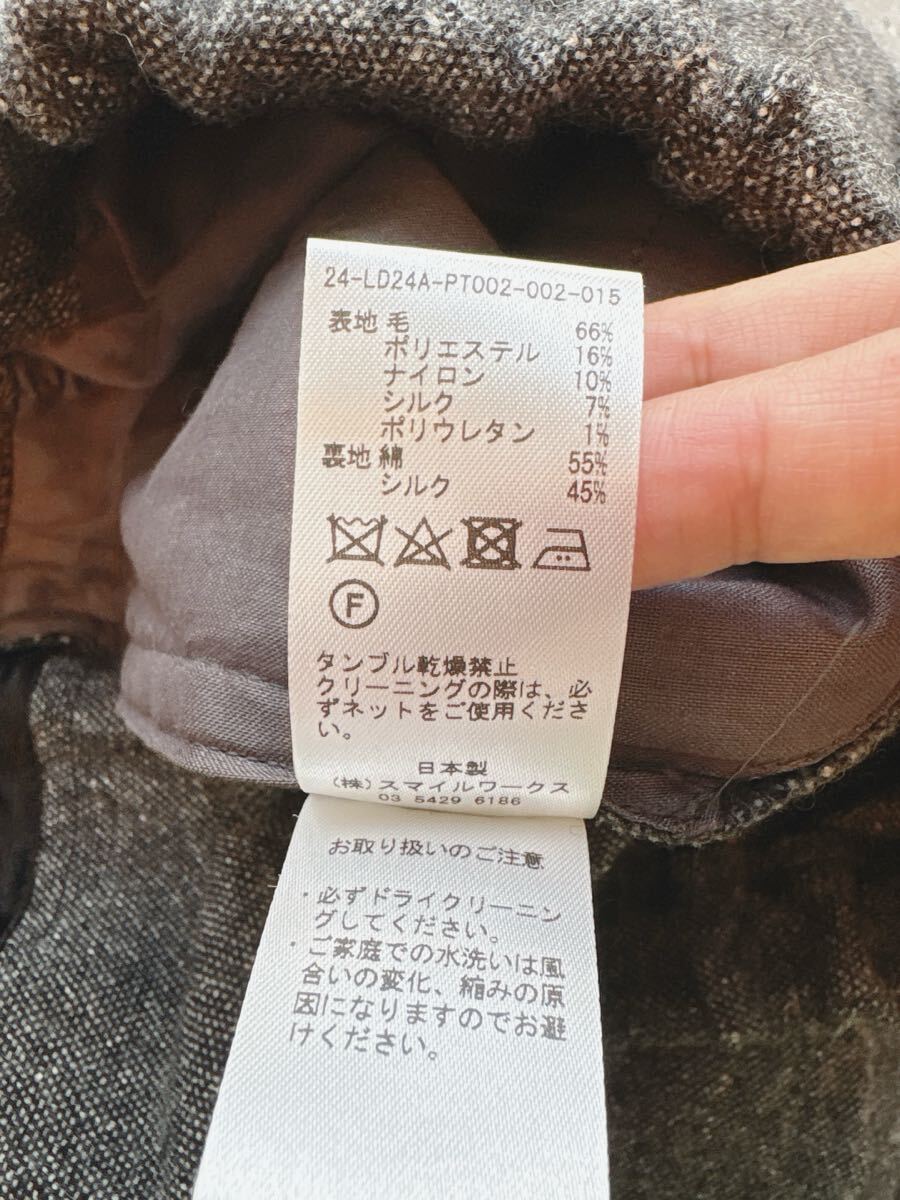 24-LD24A-PT002-002-015
表地 毛 66%
ポリエステル 16%
ナイロン 10%
シルク 7%
ポリウレタン 1%
裏地 綿 55%
シルク 45%
F
タンブル乾燥禁止
クリーニングの際は、必
ずネットをご使用くださ
い。
日本製
(株)スマイルワークス
03 5429 6186
お取り扱いのご注意
・必ずドライクリーニン
グしてください。
・ご家庭での水洗いは風
合いの変化、縮みの原
因になりますのでお避
けください。